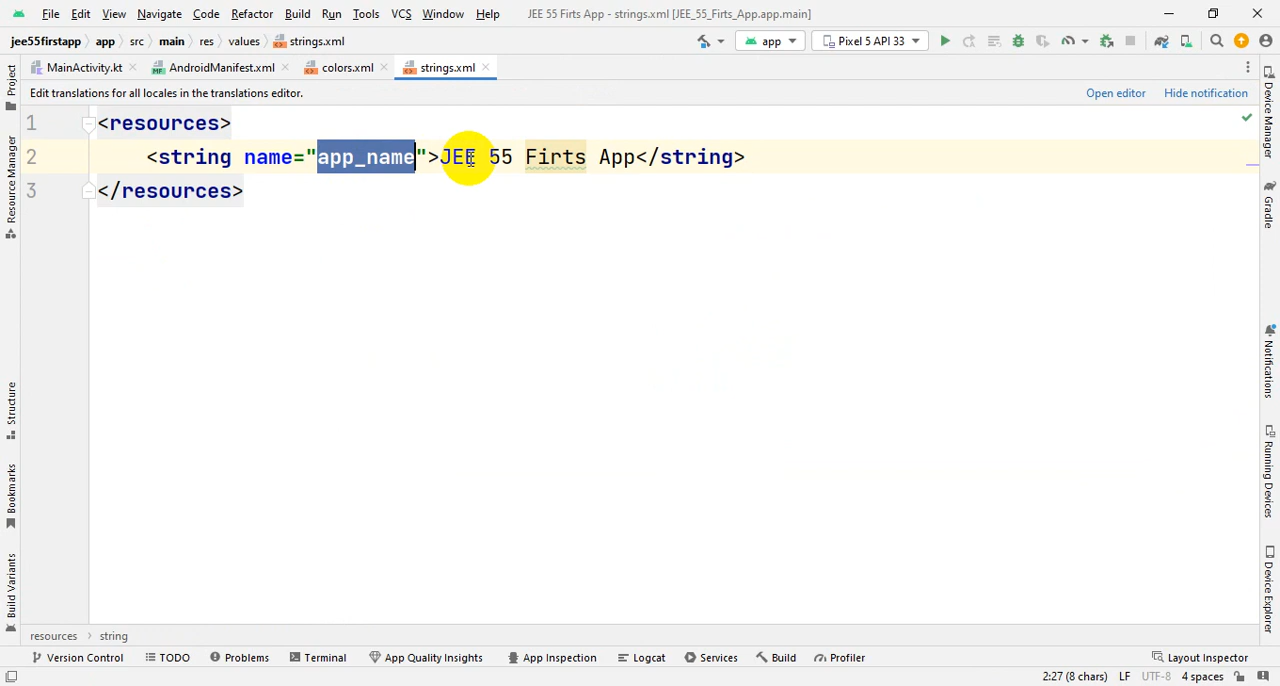 File Edit View Navigate Code Refactor Build Run Tools VCS Window Help JEE 55 Firts App - strings.xml [JEE_55_Firts_App.app.main]
jee55firstapp app src main res values strings.xml app Pixel 5 API 33
MainActivity.kt AndroidManifest.xml colors.xml strings.xml
Edit translations for all locales in the translations editor. Open editor Hide notification
1 <resources>
2 <string name="app_name">JEE 55 Firts App</string>
3 </resources>
Project
Resource Manager
Structure
Bookmarks
Build Variants
Device Manager
Gradle
Notifications
Running Devices
Device Explorer
resources > string
Version Control TODO Problems Terminal App Quality Insights App Inspection Logcat Services Build Profiler Layout Inspector
2:27 (8 chars) LF UTF-8 4 spaces